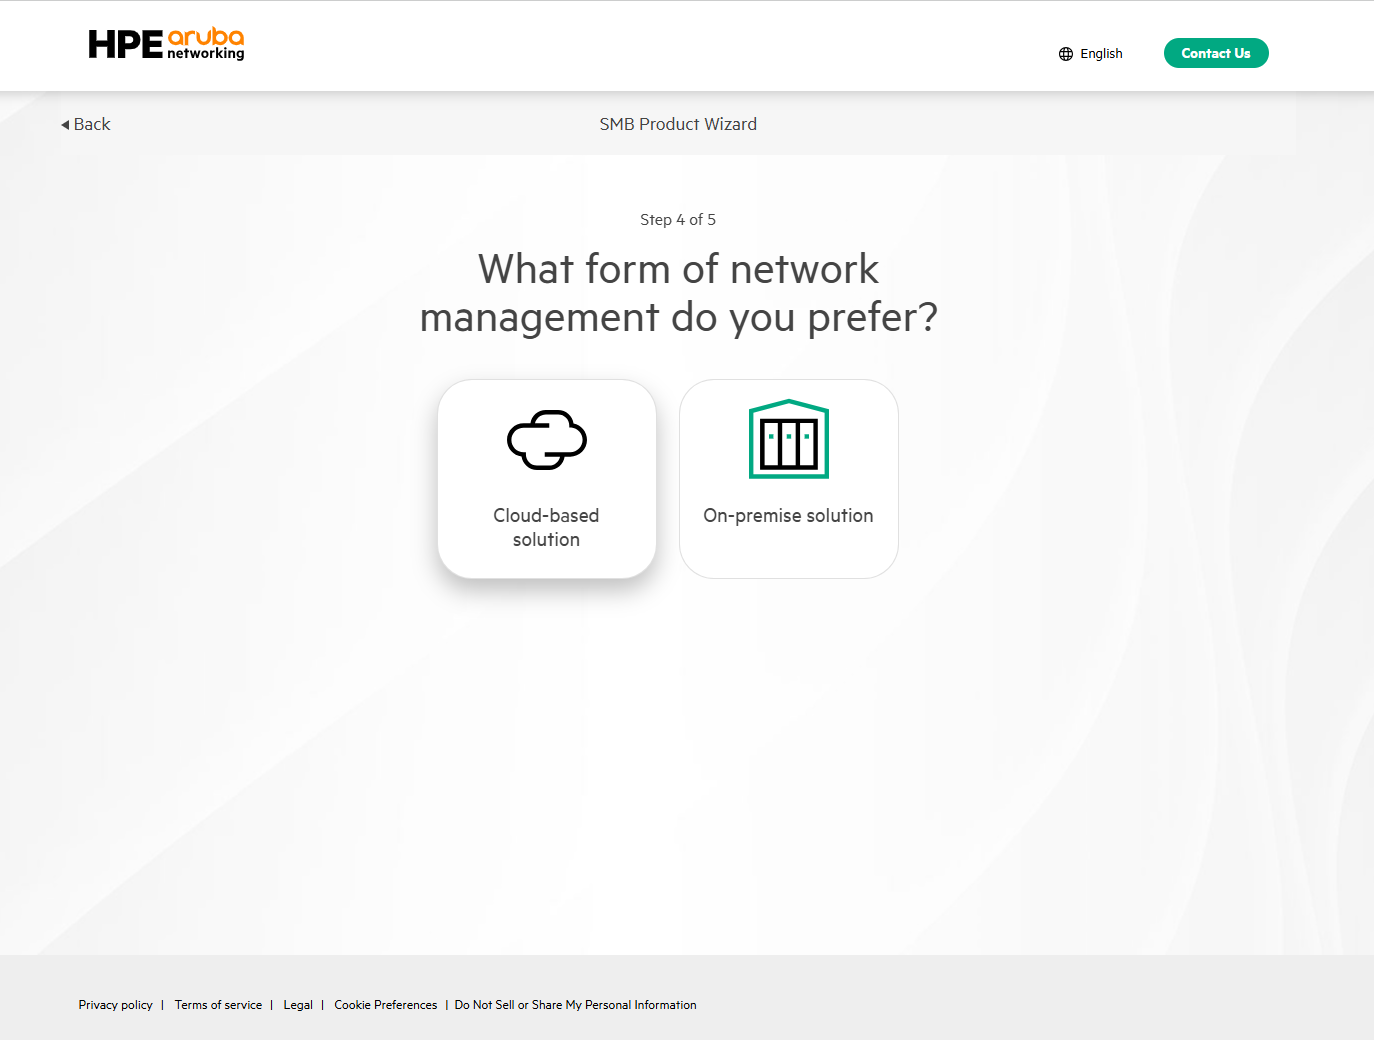 HPE aruba networking
English
Contact Us
Back
SMB Product Wizard
Step 4 of 5
What form of network
management do you prefer?
Cloud-based
solution
On-premise solution
Privacy policy | Terms of service | Legal | Cookie Preferences | Do Not Sell or Share My Personal Information